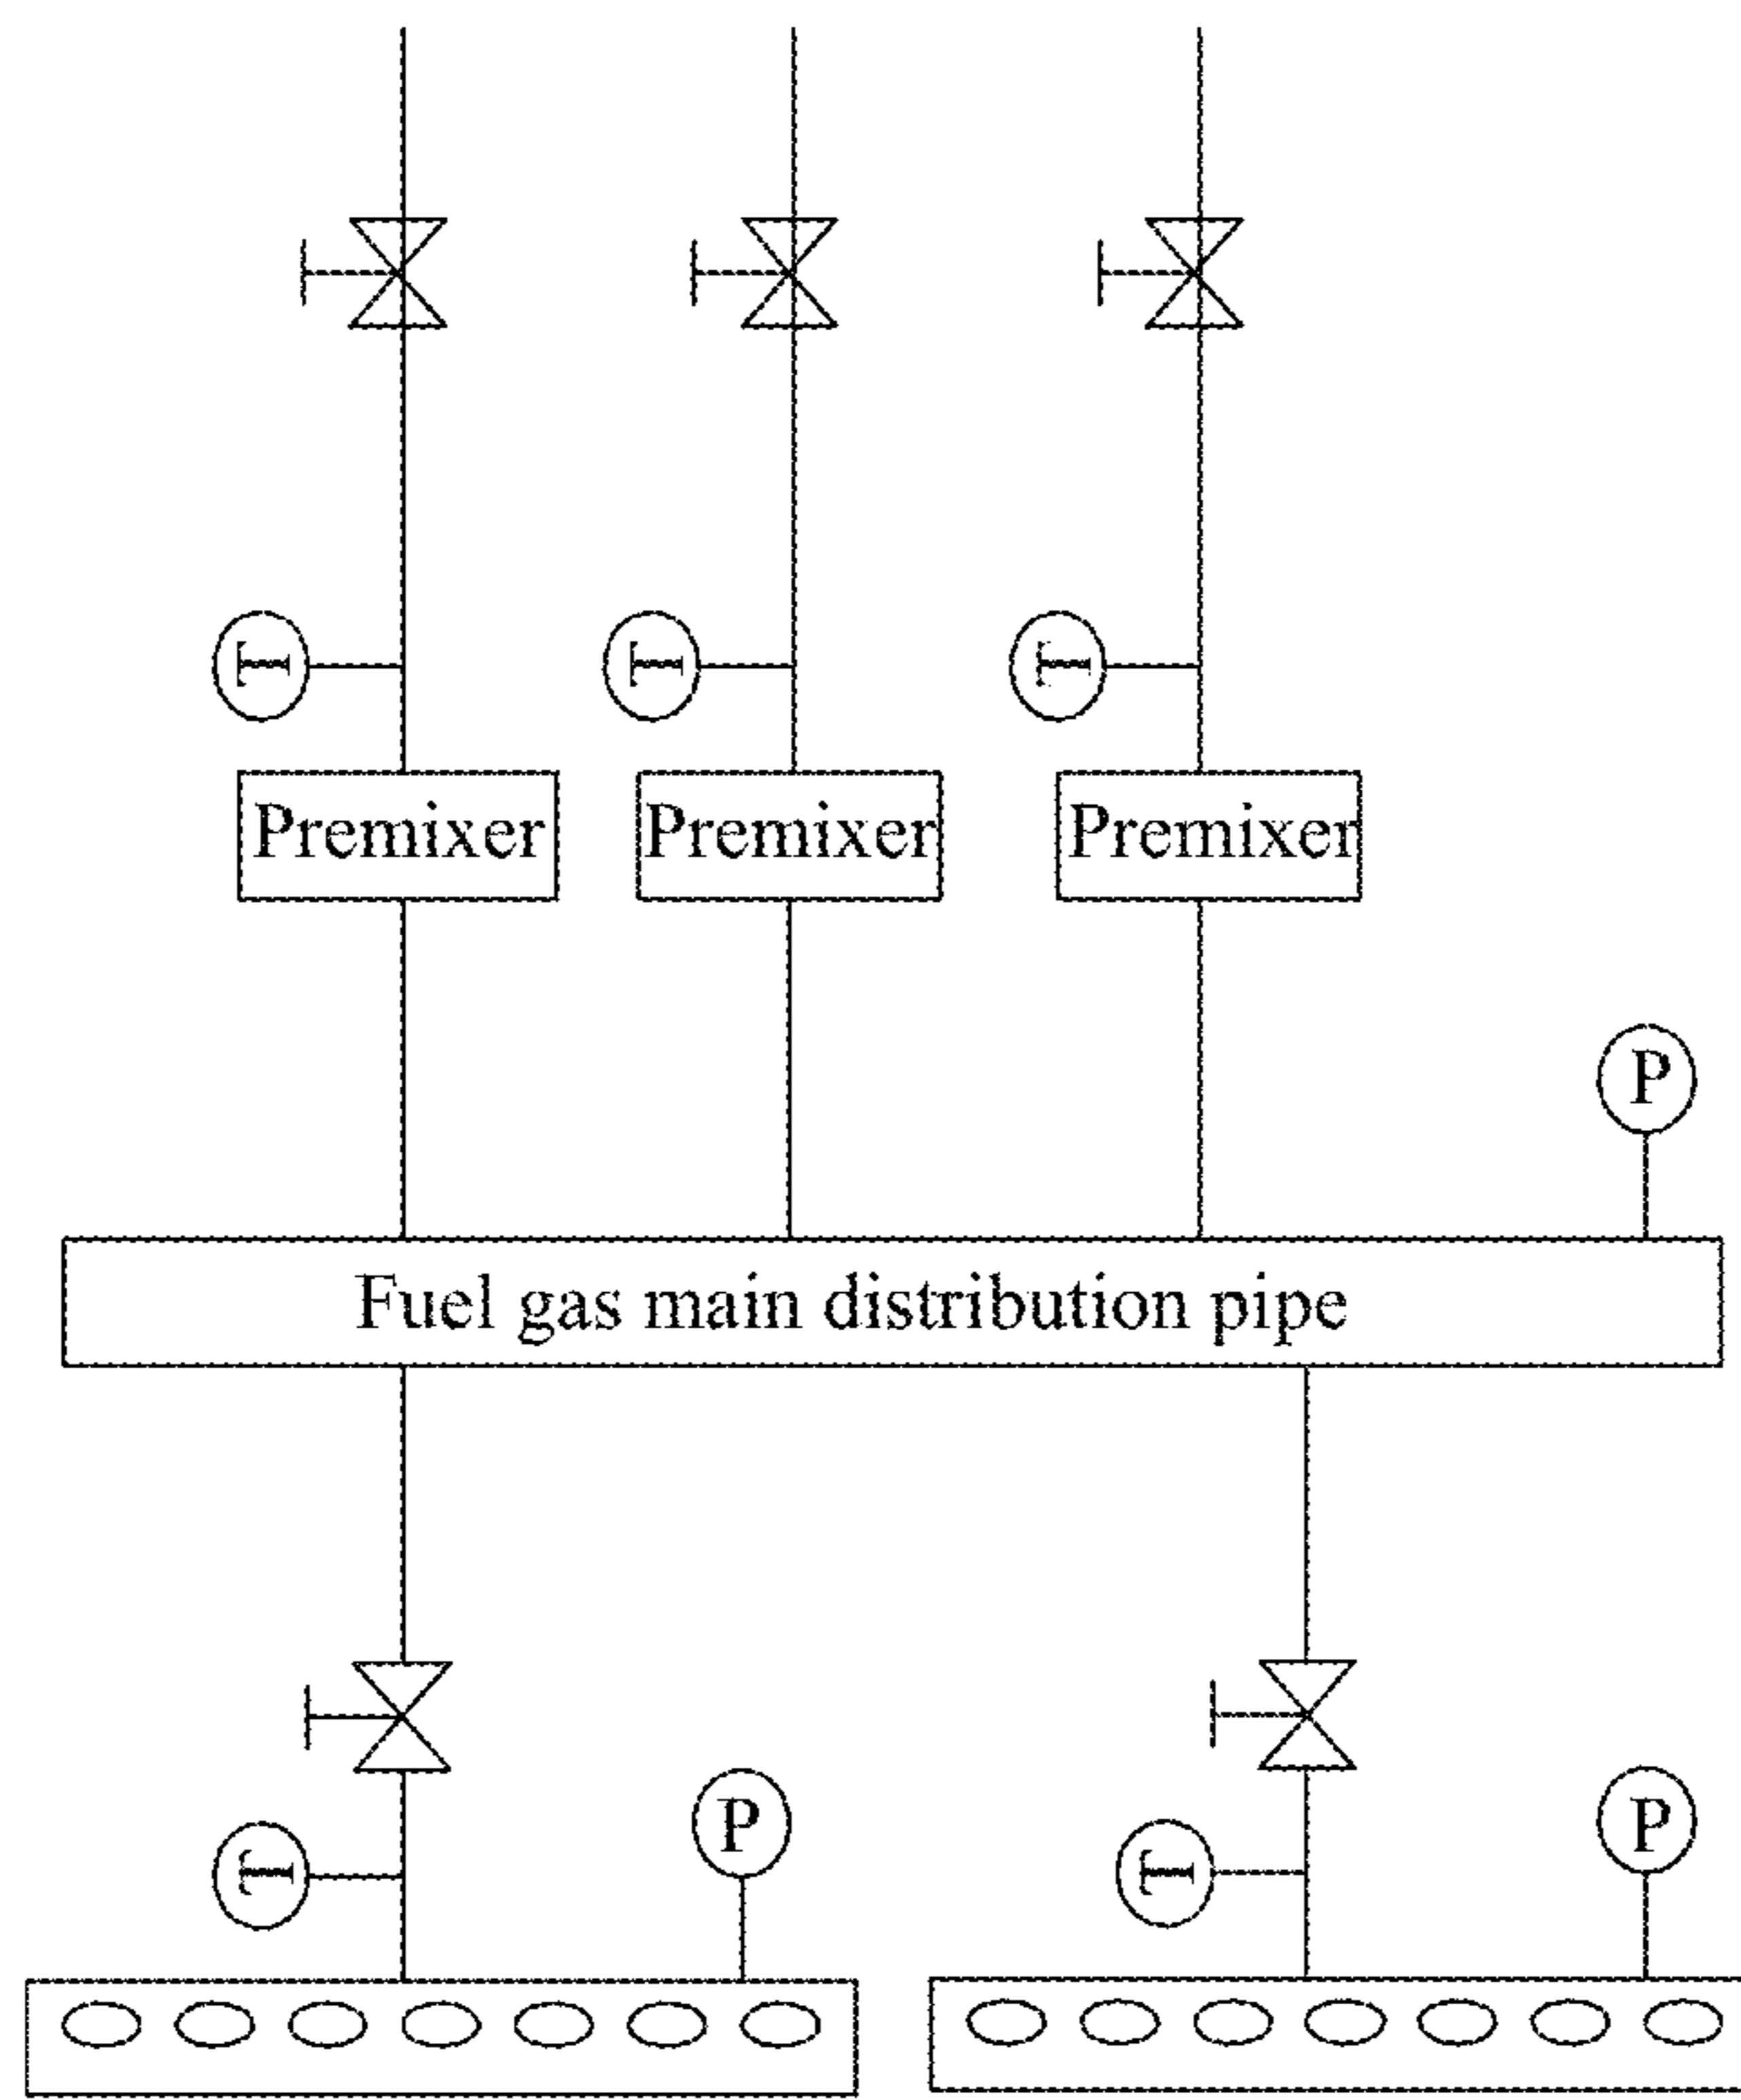 T T T
Premixer Premixer Premixer
P
Fuel gas main distribution pipe
P P
T T